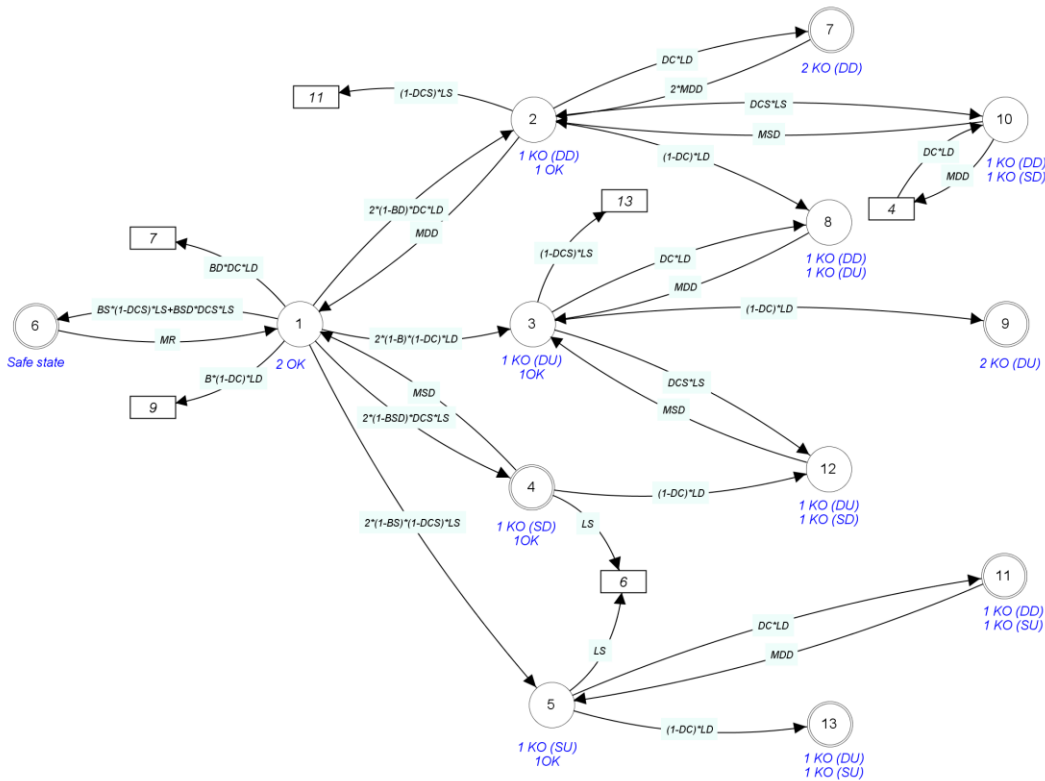 7
DC*LD
2 KO (DD)
2*MDD
11
(1-DCS)*LS
DCS*LS
2
10
MSD
1 KO (DD)
1 OK
(1-DC)*LD
DC*LD
MDD
1 KO (DD)
1 KO (SD)
13
4
2*(1-BD)*DC*LD
MDD
8
7
(1-DCS)*LS
DC*LD
1 KO (DD)
1 KO (DU)
BD*DC*LD
MDD
BS*(1-DCS)*LS+BSD*DCS*LS
(1-DC)*LD
6
1
3
9
MR
2*(1-B)*(1-DC)*LD
Safe state
2 OK
1 KO (DU)
1OK
2 KO (DU)
B*(1-DC)*LD
DCS*LS
9
MSD
MSD
2*(1-BSD)*DCS*LS
12
4
(1-DC)*LD
1 KO (DU)
1 KO (SD)
1 KO (SD)
1OK
2*(1-BS)*(1-DCS)*LS
LS
6
11
DC*LD
1 KO (DD)
1 KO (SU)
LS
MDD
5
13
(1-DC)*LD
1 KO (SU)
1OK
1 KO (DU)
1 KO (SU)